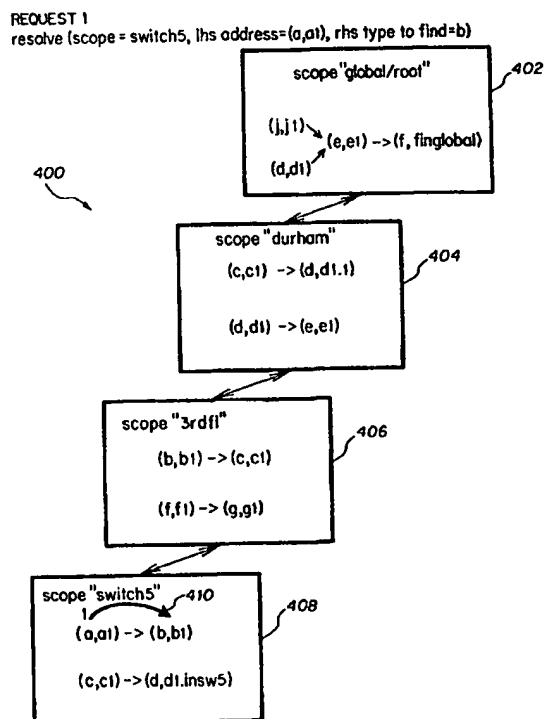 REQUEST 1
resolve (scope = switch5, lhs address=(a,a1), rhs type to find=b)
scope "global/root"
402
(j,j1)
(e,e1) -> (f, finglobal)
(d,d1)
400
scope "durham"
404
(c,c1) -> (d,d1.1)
(d,d1) -> (e,e1)
scope "3rdfl"
406
(b,b1) -> (c,c1)
(f,f1) -> (g,g1)
scope "switch5"
410
408
1
(a,a1) -> (b,b1)
(c,c1) -> (d,d1.insw5)